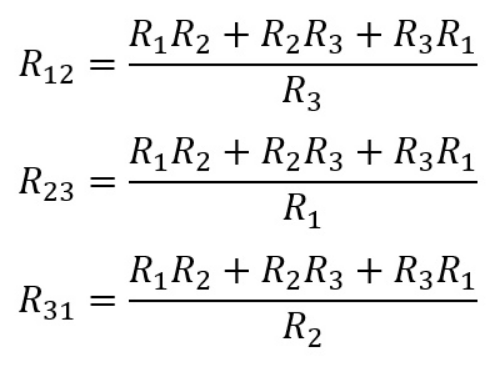 R₁₂ = (R₁R₂ + R₂R₃ + R₃R₁) / R₃
R₂₃ = (R₁R₂ + R₂R₃ + R₃R₁) / R₁
R₃₁ = (R₁R₂ + R₂R₃ + R₃R₁) / R₂